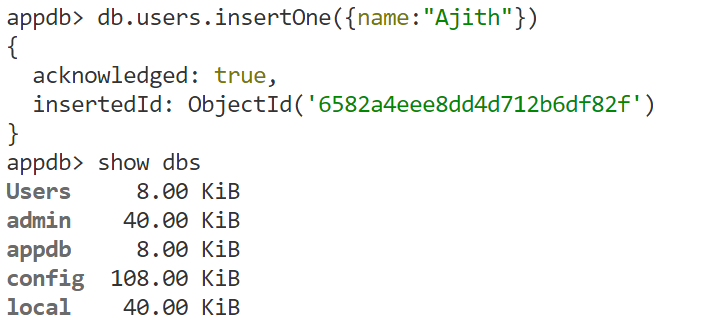 appdb> db.users.insertOne({name:"Ajith"})
{
  acknowledged: true,
  insertedId: ObjectId('6582a4eee8dd4d712b6df82f')
}
appdb> show dbs
Users     8.00 KiB
admin    40.00 KiB
appdb     8.00 KiB
config  108.00 KiB
local    40.00 KiB